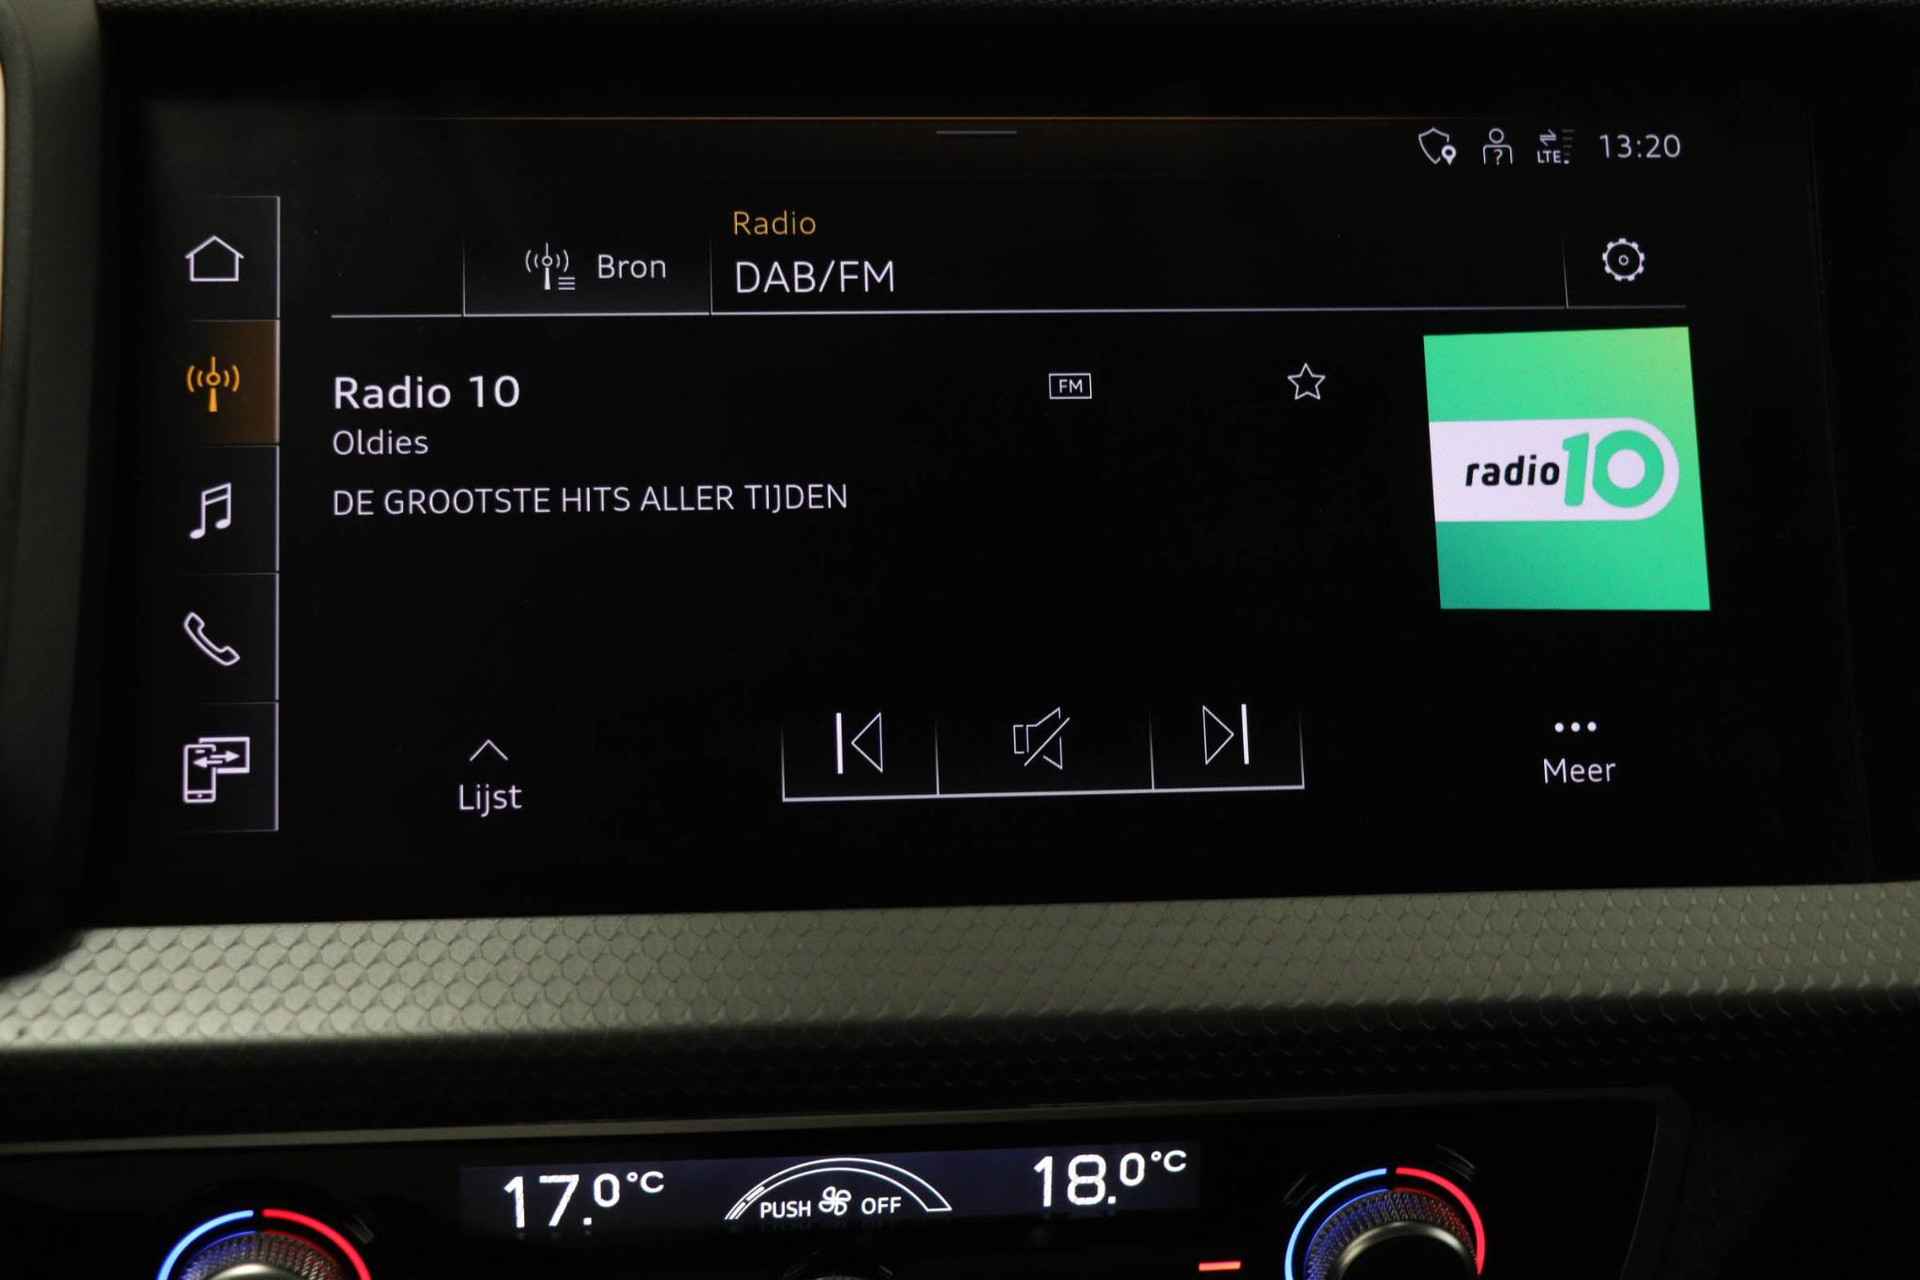 LTE 13:20
Radio
Bron DAB/FM
Radio 10 FM
Oldies
DE GROOTSTE HITS ALLER TIJDEN
radio10
Lijst
Meer
17.0°C PUSH OFF 18.0°C